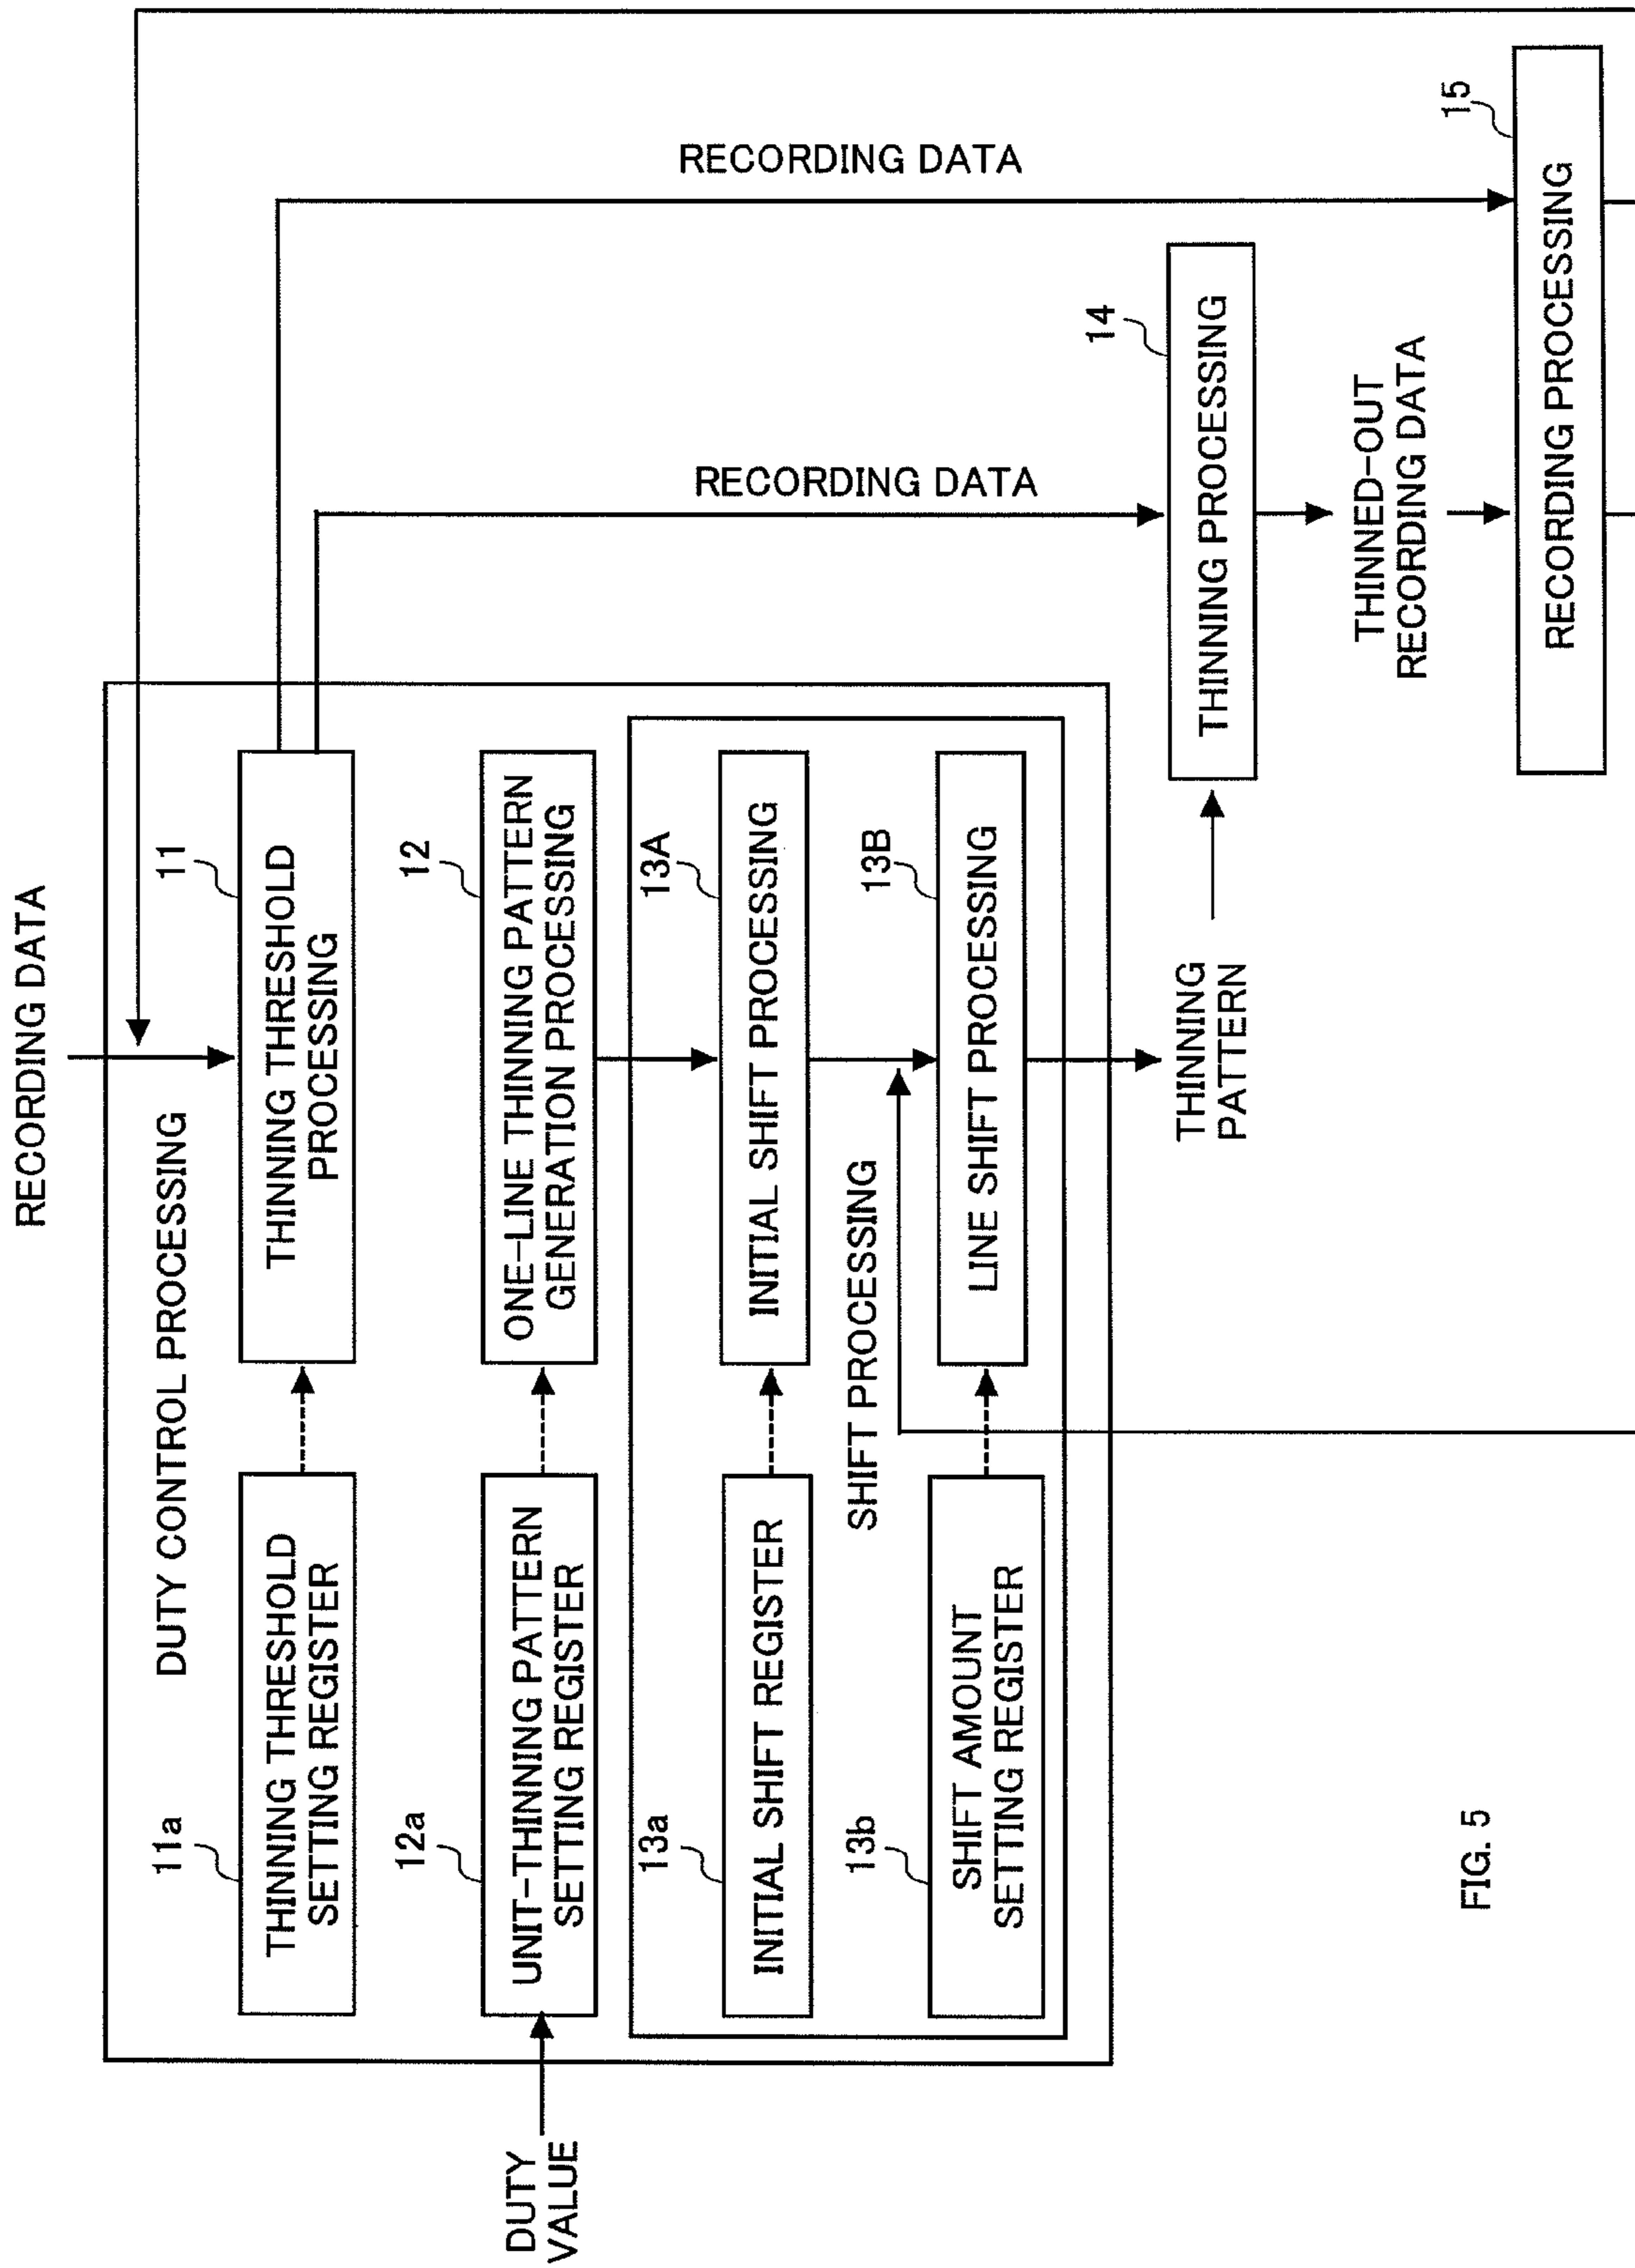 RECORDING DATA
DUTY CONTROL PROCESSING
11a
THINNING THRESHOLD
SETTING REGISTER
11
THINNING THRESHOLD
PROCESSING
DUTY
VALUE
12a
UNIT-THINNING PATTERN
SETTING REGISTER
12
ONE-LINE THINNING PATTERN
GENERATION PROCESSING
13a
INITIAL SHIFT REGISTER
13A
INITIAL SHIFT PROCESSING
SHIFT PROCESSING
13b
SHIFT AMOUNT
SETTING REGISTER
13B
LINE SHIFT PROCESSING
RECORDING DATA
RECORDING DATA
THINNING
PATTERN
14
THINNING PROCESSING
THINNED-OUT
RECORDING DATA
15
RECORDING PROCESSING
FIG. 5